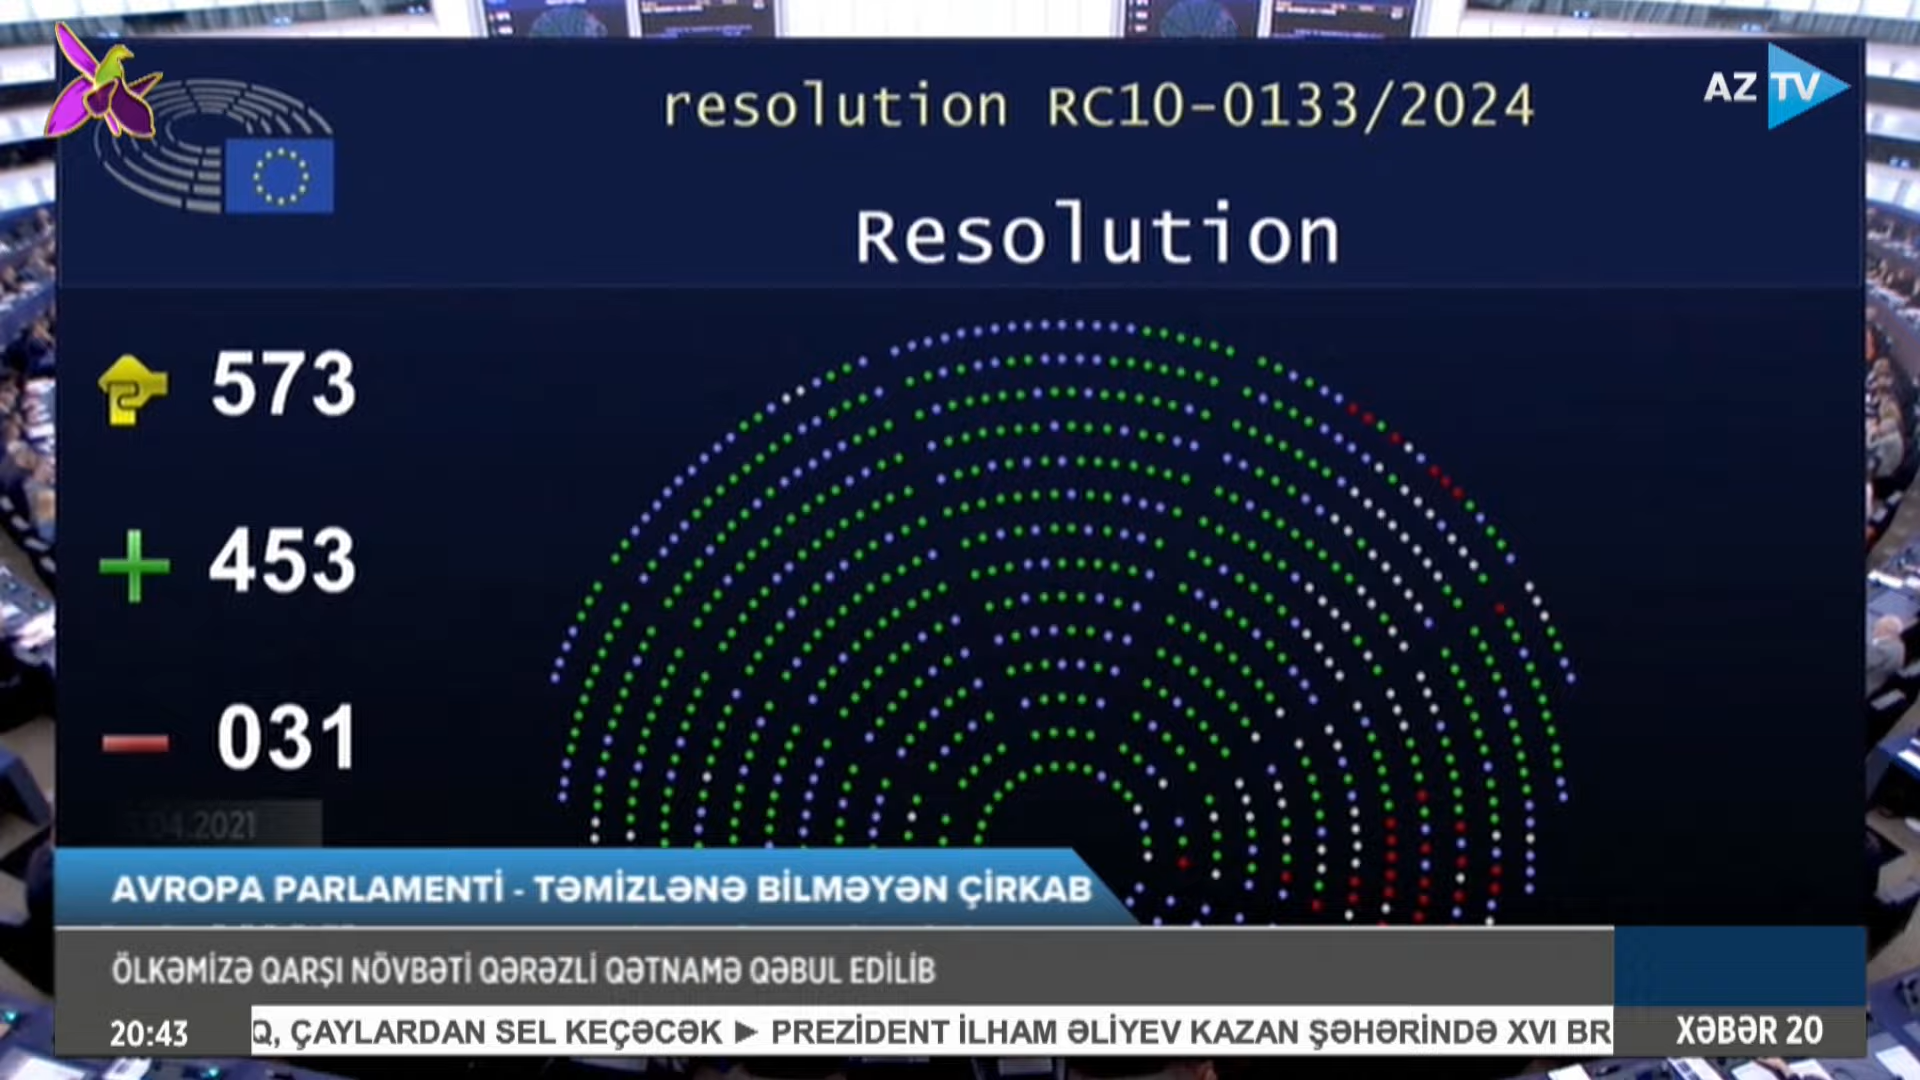 resolution RC10-0133/2024
AZ TV
Resolution
573
453
031
04.2021
AVROPA PARLAMENTİ - TƏMİZLƏNƏ BİLMƏYƏN ÇİRKAB
ÖLKƏMİZƏ QARŞI NÖVBƏTİ QƏRƏZLİ QƏTNAMƏ QƏBUL EDİLİB
20:43
Q, ÇAYLARDAN SEL KEÇƏCƏK ► PREZİDENT İLHAM ƏLİYEV KAZAN ŞƏHƏRİNDƏ XVI BR
XƏBƏR 20